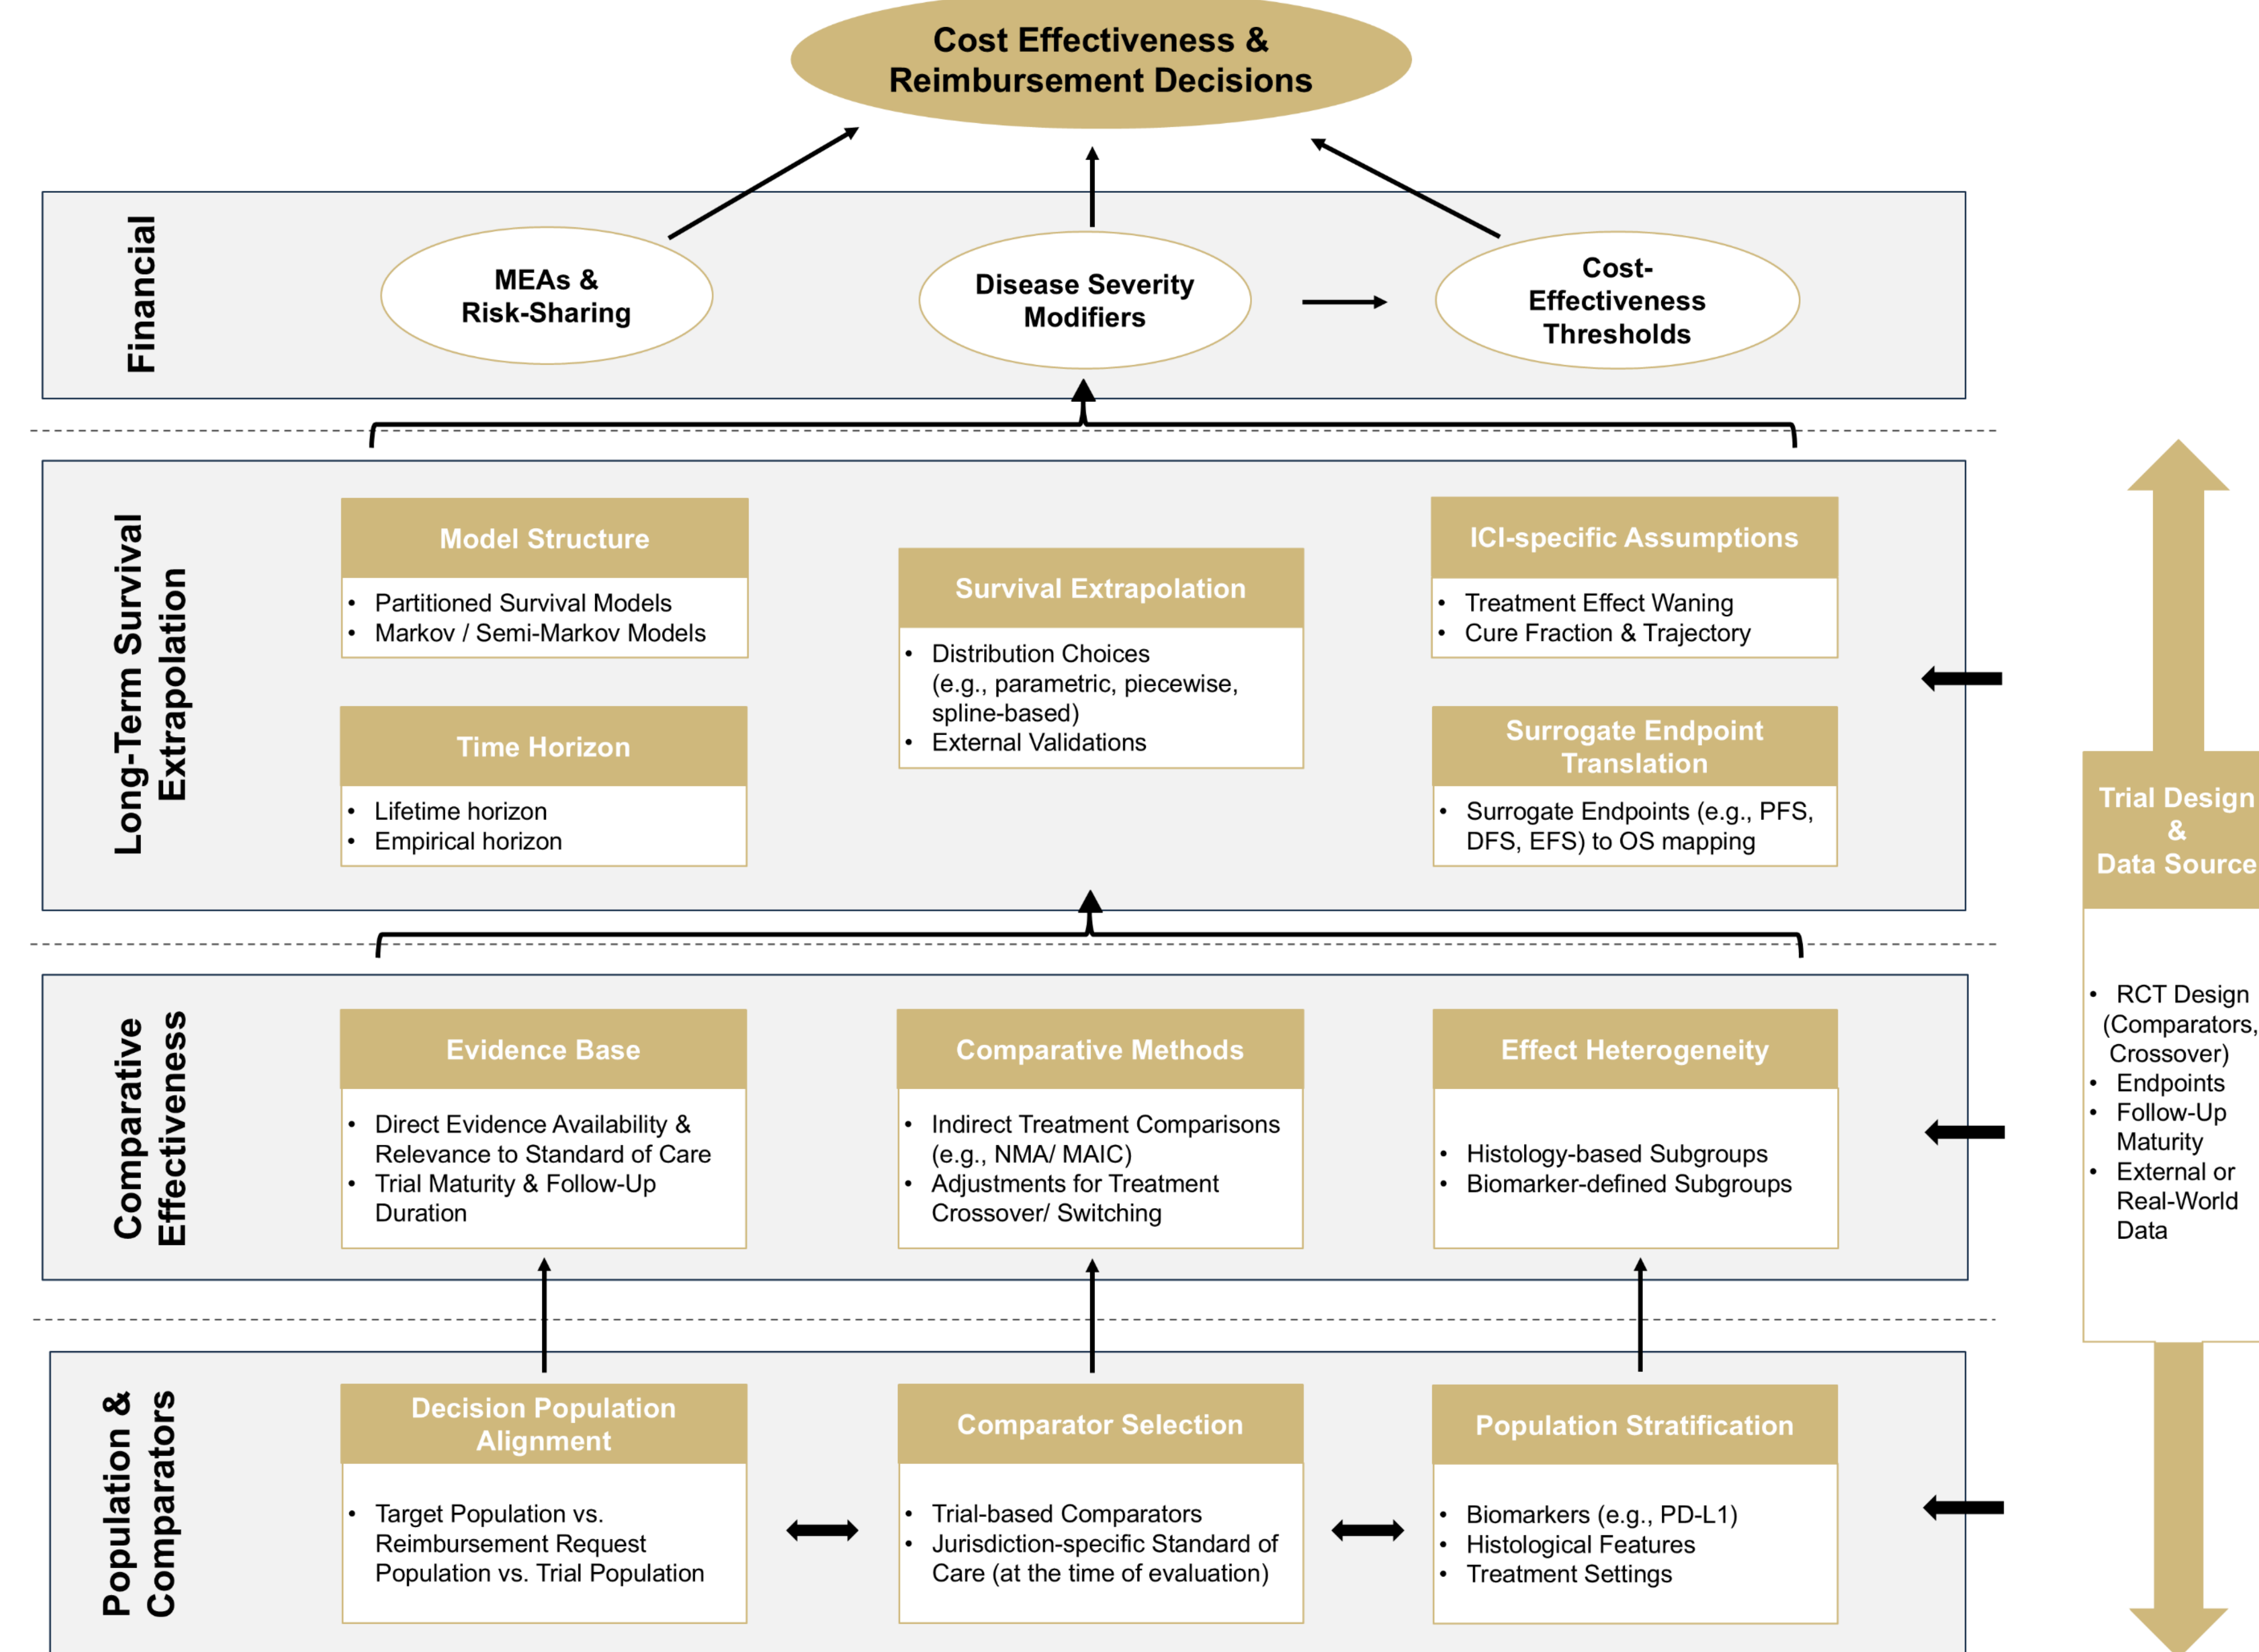 Cost Effectiveness &
Reimbursement Decisions
Financial
MEAs &
Risk-Sharing
Disease Severity
Modifiers
Cost-
Effectiveness
Thresholds
Long-Term Survival
Extrapolation
Model Structure
• Partitioned Survival Models
• Markov / Semi-Markov Models
Time Horizon
• Lifetime horizon
• Empirical horizon
Survival Extrapolation
• Distribution Choices
(e.g., parametric, piecewise,
spline-based)
• External Validations
ICI-specific Assumptions
• Treatment Effect Waning
• Cure Fraction & Trajectory
Surrogate Endpoint
Translation
• Surrogate Endpoints (e.g., PFS,
DFS, EFS) to OS mapping
Comparative
Effectiveness
Evidence Base
• Direct Evidence Availability &
Relevance to Standard of Care
• Trial Maturity & Follow-Up
Duration
Comparative Methods
• Indirect Treatment Comparisons
(e.g., NMA/ MAIC)
• Adjustments for Treatment
Crossover/ Switching
Effect Heterogeneity
• Histology-based Subgroups
• Biomarker-defined Subgroups
Population &
Comparators
Decision Population
Alignment
• Target Population vs.
Reimbursement Request
Population vs. Trial Population
Comparator Selection
• Trial-based Comparators
• Jurisdiction-specific Standard of
Care (at the time of evaluation)
Population Stratification
• Biomarkers (e.g., PD-L1)
• Histological Features
• Treatment Settings
Trial Design
&
Data Source
• RCT Design
(Comparators,
Crossover)
• Endpoints
• Follow-Up
Maturity
• External or
Real-World
Data